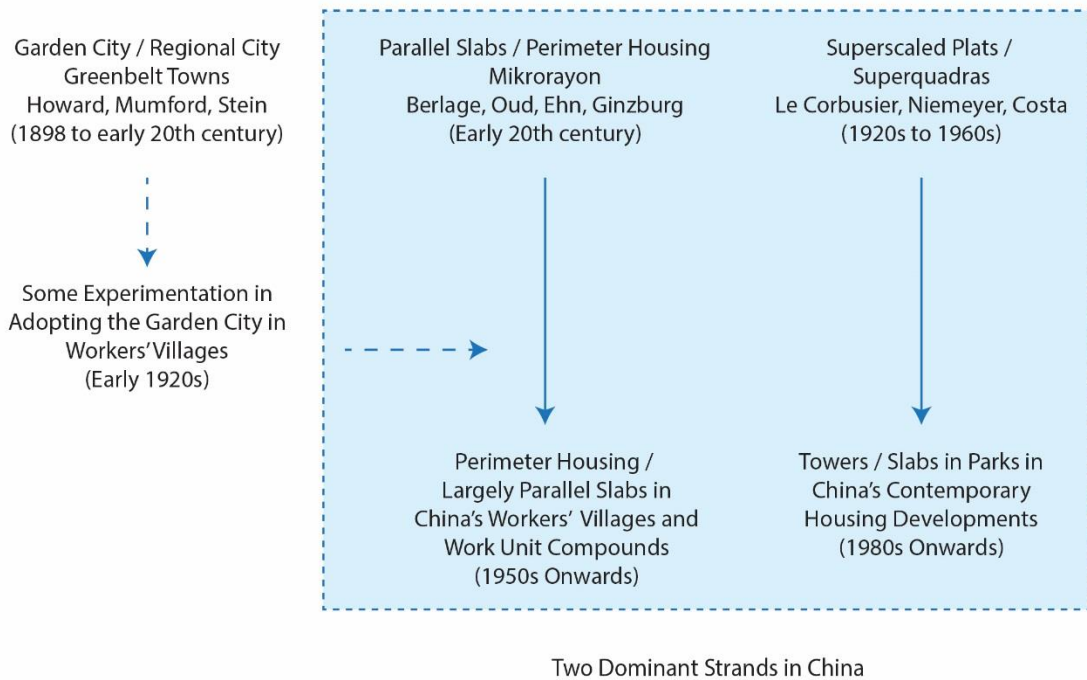 Garden City / Regional City
Greenbelt Towns
Howard, Mumford, Stein
(1898 to early 20th century)
Some Experimentation in
Adopting the Garden City in
Workers’ Villages
(Early 1920s)
Parallel Slabs / Perimeter Housing
Mikrorayon
Berlage, Oud, Ehn, Ginzburg
(Early 20th century)
Perimeter Housing /
Largely Parallel Slabs in
China’s Workers’ Villages and
Work Unit Compounds
(1950s Onwards)
Superscaled Plats /
Superquadras
Le Corbusier, Niemeyer, Costa
(1920s to 1960s)
Towers / Slabs in Parks in
China’s Contemporary
Housing Developments
(1980s Onwards)
Two Dominant Strands in China